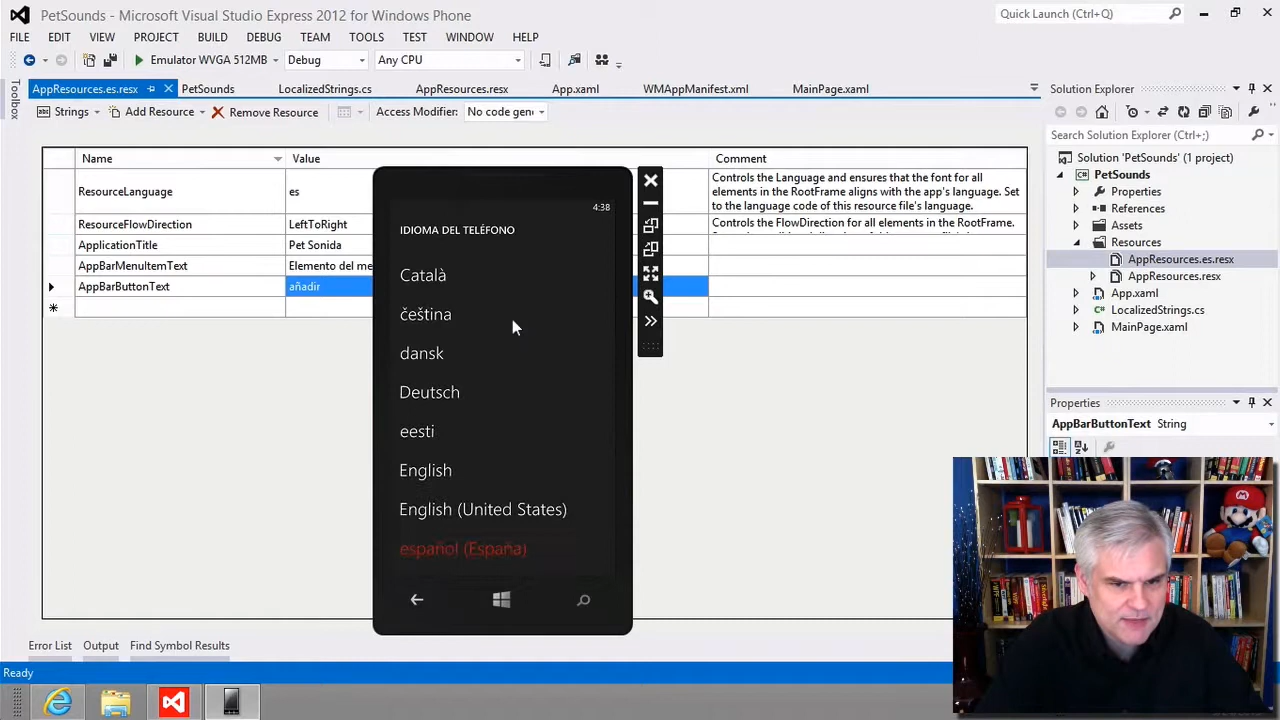 PetSounds - Microsoft Visual Studio Express 2012 for Windows Phone
Quick Launch (Ctrl+Q)
FILE EDIT VIEW PROJECT BUILD DEBUG TEAM TOOLS TEST WINDOW HELP
Emulator WVGA 512MB Debug Any CPU
Toolbox
AppResources.es.resx PetSounds LocalizedStrings.cs AppResources.resx App.xaml WMAppManifest.xml MainPage.xaml
Strings Add Resource Remove Resource Access Modifier: No code gen
Name Value Comment
ResourceLanguage es Controls the Language and ensures that the font for all
elements in the RootFrame aligns with the app's language. Set
to the language code of this resource file's language.
ResourceFlowDirection LeftToRight Controls the FlowDirection for all elements in the RootFrame.
ApplicationTitle Pet Sonida
AppBarMenuItemText Elemento del me
AppBarButtonText añadir
4:38
IDIOMA DEL TELÉFONO
Català
čeština
dansk
Deutsch
eesti
English
English (United States)
español (España)
Solution Explorer
Search Solution Explorer (Ctrl+;)
Solution 'PetSounds' (1 project)
PetSounds
Properties
References
Assets
Resources
AppResources.es.resx
AppResources.resx
App.xaml
LocalizedStrings.cs
MainPage.xaml
Properties
AppBarButtonText String
Error List Output Find Symbol Results
Ready